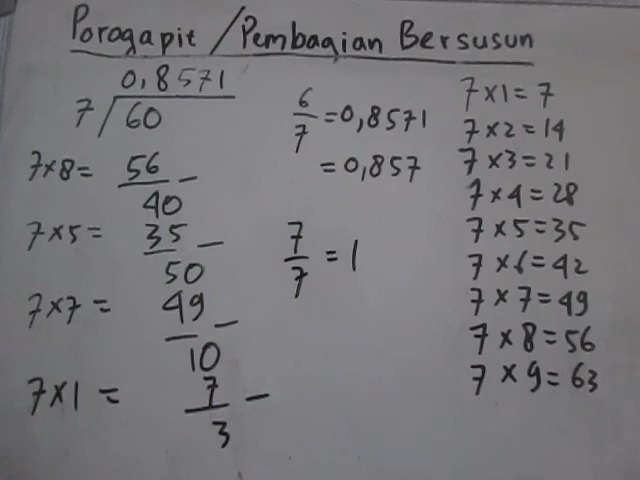 Porogapit / Pembagian Bersusun
0,8571
7 / 60
7x8= 56 -
40
7x5= 35 -
50
7x7= 49 -
10
7x1= 7 -
3
6/7 =0,8571
=0,857
7/7 =1
7x1=7
7x2=14
7x3=21
7x4=28
7x5=35
7x6=42
7x7=49
7x8=56
7x9=63